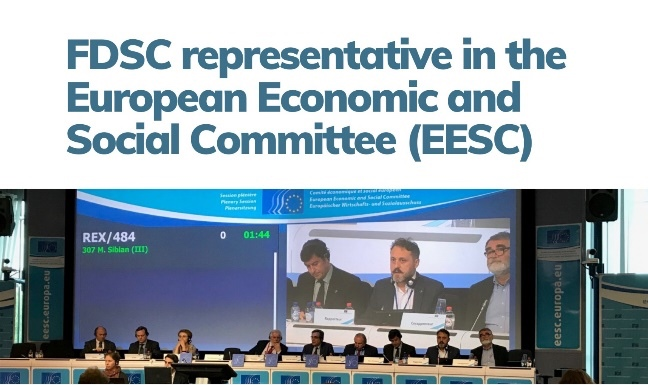 FDSC representative in the
European Economic and
Social Committee (EESC)
Session plénière
Plenary Session
Plenarsitzung
Comité économique et social européen
European Economic and Social Committee
Europäischer Wirtschafts- und Sozialausschuss
REX/484 0 01:44
307 M. Sibian (III)
eesc.europa.eu
eesc.europa.eu